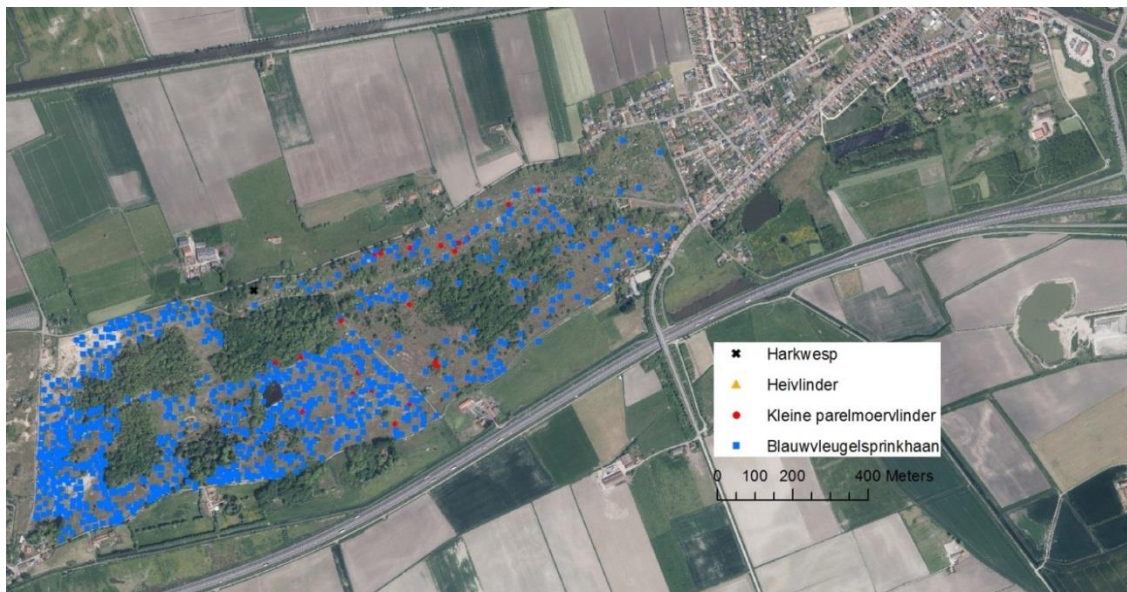 Harkwesp
Heivlinder
Kleine parelmoervlinder
Blauwvleugelsprinkhaan
0 100 200 400 Meters